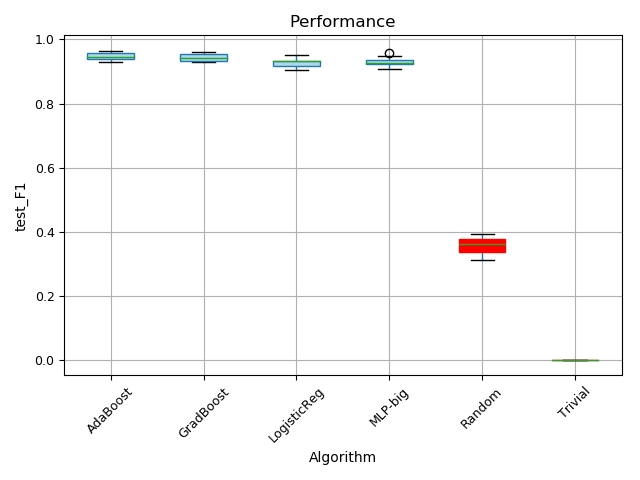 Performance
1.0
0.8
0.6
0.4
0.2
0.0
test_F1
AdaBoost
GradBoost
LogisticReg
MLP-big
Random
Trivial
Algorithm